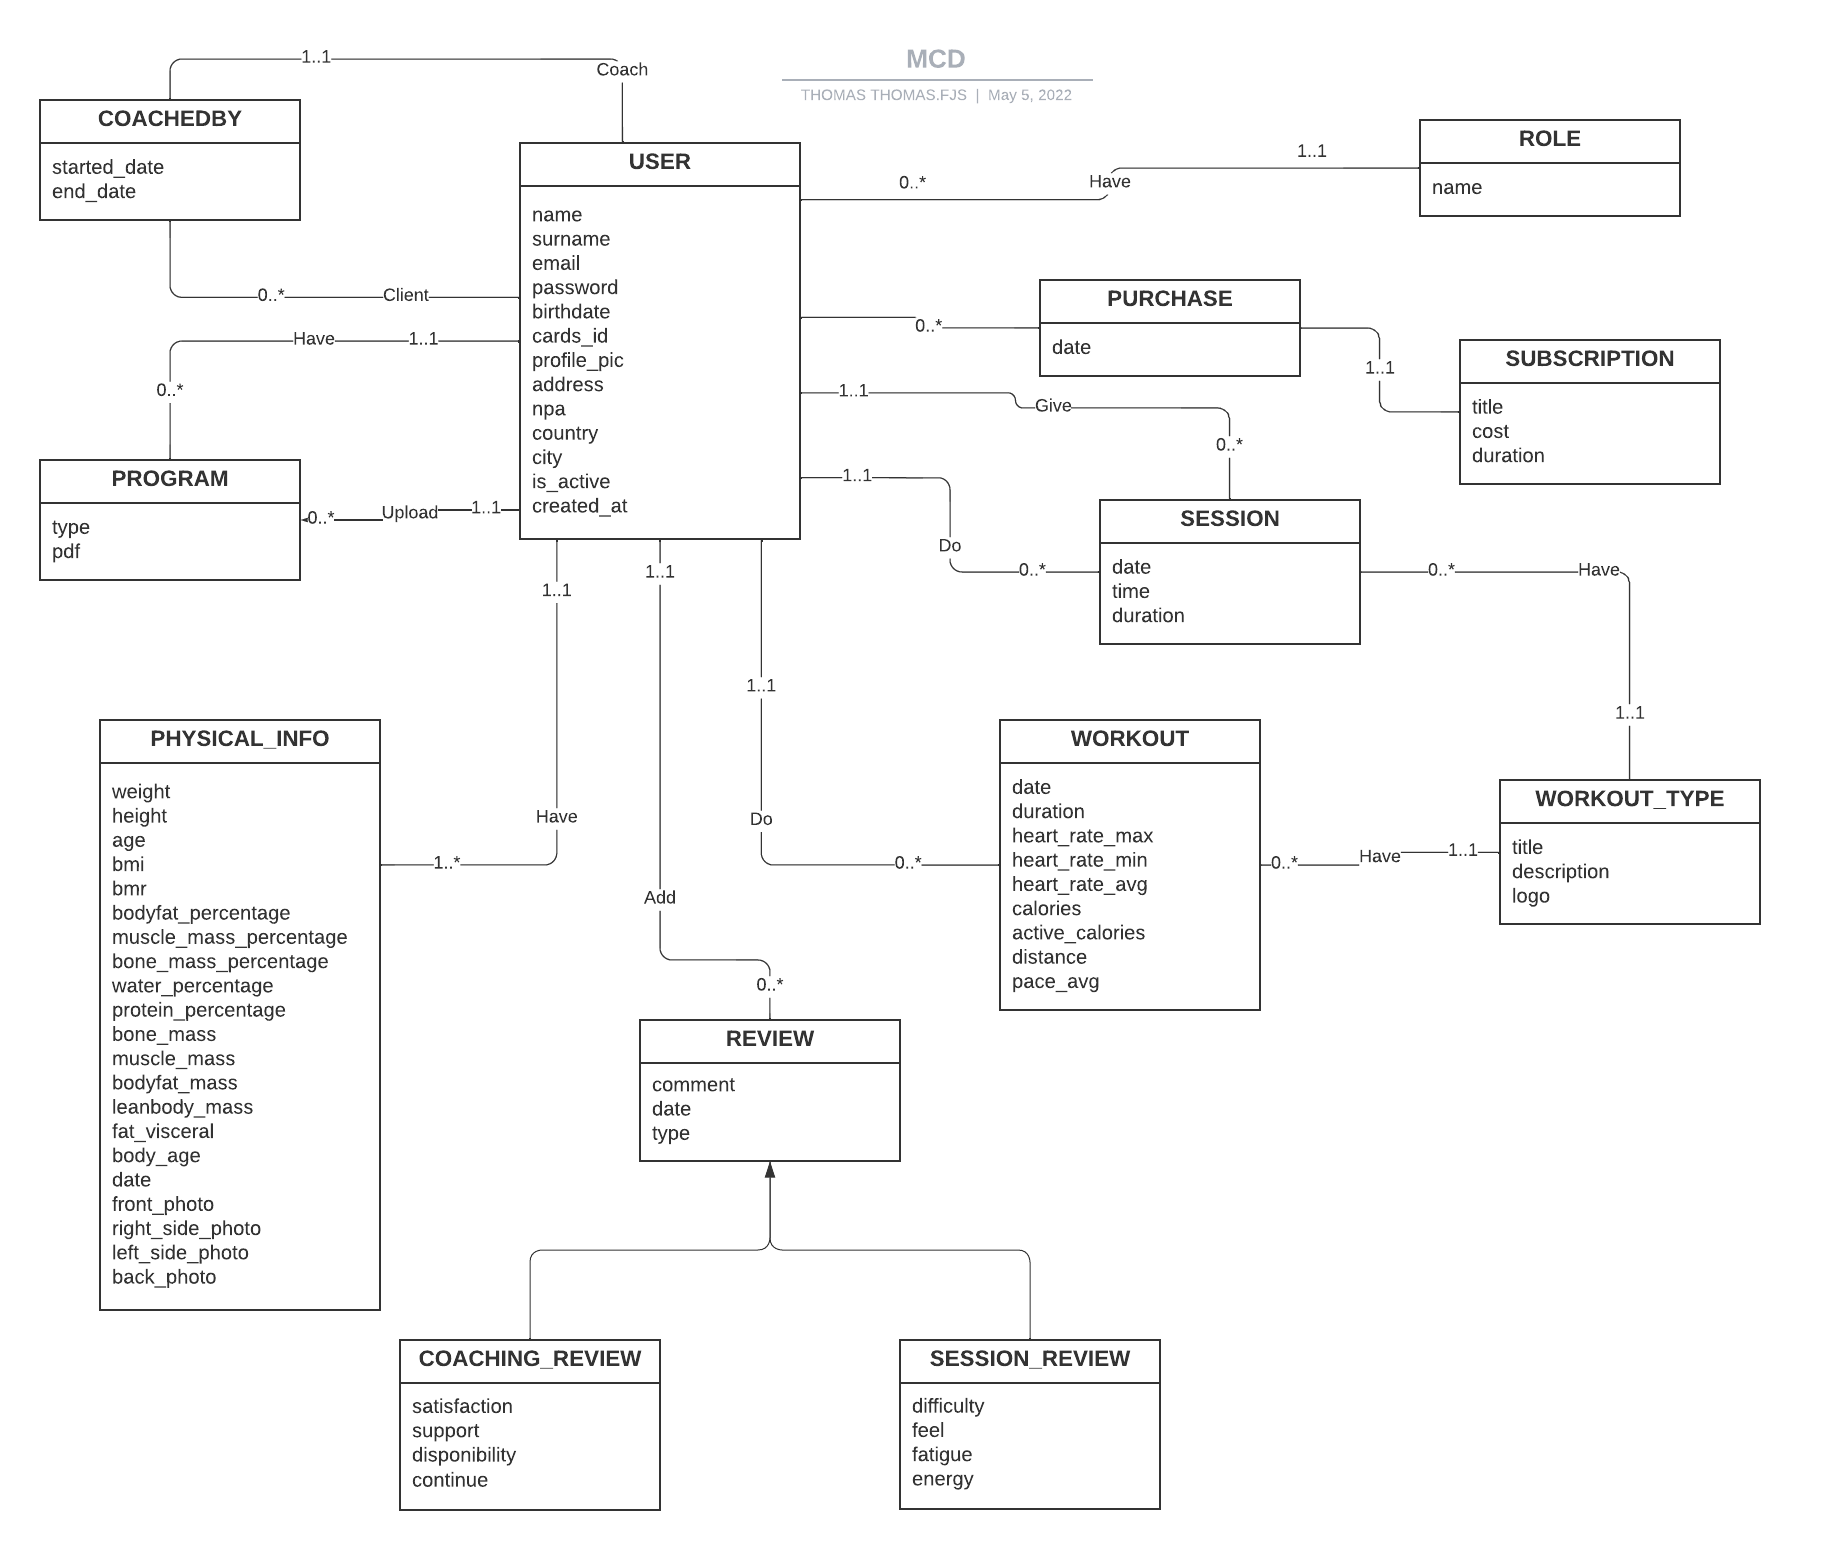 MCD
THOMAS THOMAS.FJS | May 5, 2022
1..1
Coach
COACHEDBY
started_date
end_date
0..*
Client
USER
name
surname
email
password
birthdate
cards_id
profile_pic
address
npa
country
city
is_active
created_at
0..*
Have
1..1
ROLE
name
0..*
PURCHASE
date
1..1
SUBSCRIPTION
title
cost
duration
Have
1..1
0..*
PROGRAM
type
pdf
0..*
Upload
1..1
1..1
Give
0..*
1..1
Do
0..*
SESSION
date
time
duration
0..*
Have
1..1
1..1
Have
1..*
PHYSICAL_INFO
weight
height
age
bmi
bmr
bodyfat_percentage
muscle_mass_percentage
bone_mass_percentage
water_percentage
protein_percentage
bone_mass
muscle_mass
bodyfat_mass
leanbody_mass
fat_visceral
body_age
date
front_photo
right_side_photo
left_side_photo
back_photo
1..1
Add
0..*
1..1
Do
0..*
WORKOUT
date
duration
heart_rate_max
heart_rate_min
heart_rate_avg
calories
active_calories
distance
pace_avg
0..*
Have
1..1
WORKOUT_TYPE
title
description
logo
REVIEW
comment
date
type
COACHING_REVIEW
satisfaction
support
disponibility
continue
SESSION_REVIEW
difficulty
feel
fatigue
energy